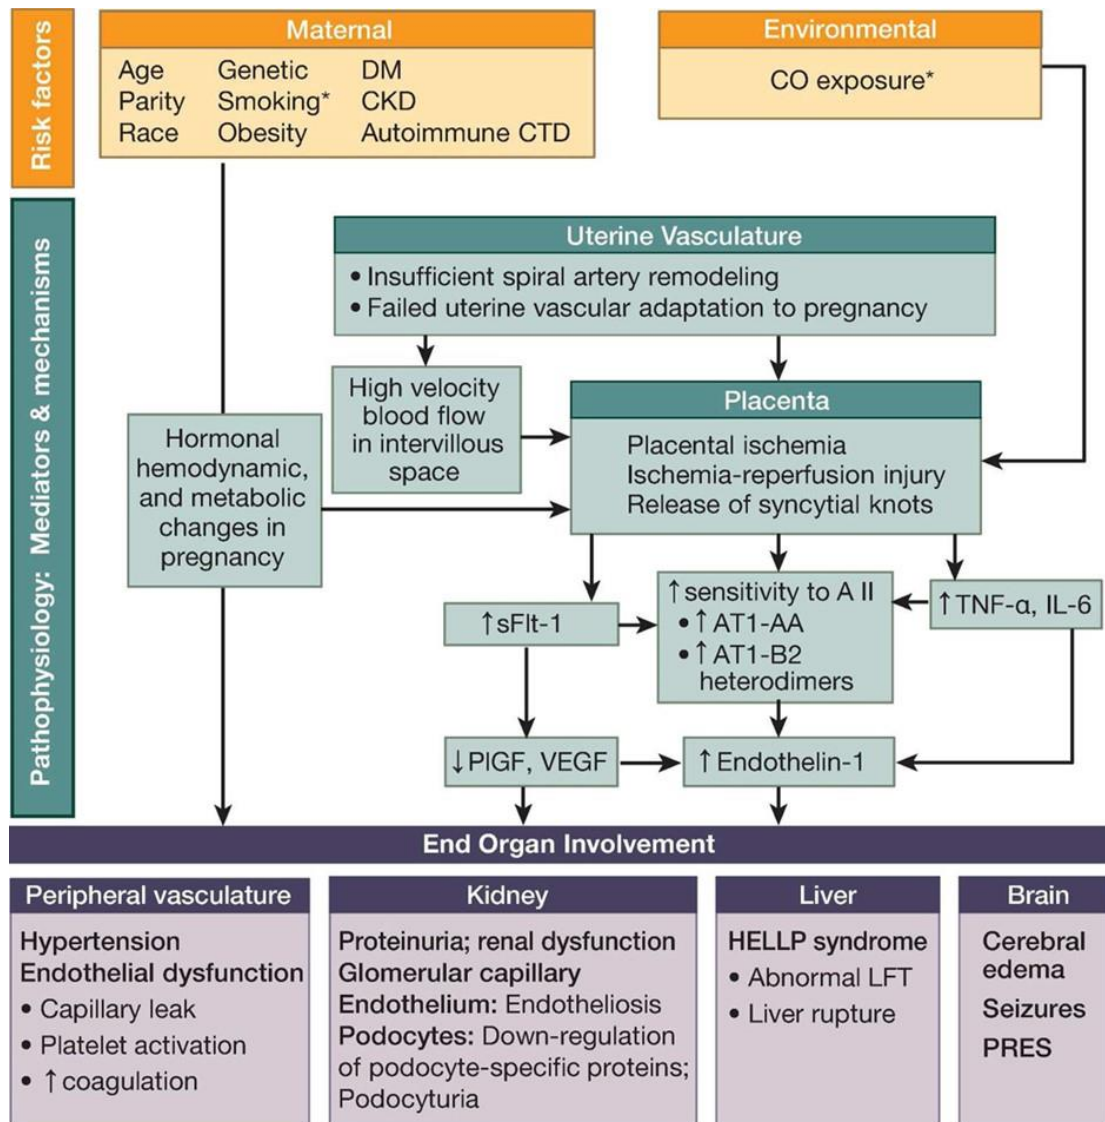 Risk factors
Maternal
Age Genetic DM
Parity Smoking* CKD
Race Obesity Autoimmune CTD
Environmental
CO exposure*
Pathophysiology: Mediators & mechanisms
Uterine Vasculature
• Insufficient spiral artery remodeling
• Failed uterine vascular adaptation to pregnancy
High velocity
blood flow
in intervillous
space
Placenta
Placental ischemia
Ischemia-reperfusion injury
Release of syncytial knots
Hormonal
hemodynamic,
and metabolic
changes in
pregnancy
↑sFlt-1
↑sensitivity to A II
• ↑AT1-AA
• ↑AT1-B2
heterodimers
↑TNF-α, IL-6
↓PlGF, VEGF
↑Endothelin-1
End Organ Involvement
Peripheral vasculature
Hypertension
Endothelial dysfunction
• Capillary leak
• Platelet activation
• ↑coagulation
Kidney
Proteinuria; renal dysfunction
Glomerular capillary
Endothelium: Endotheliosis
Podocytes: Down-regulation
of podocyte-specific proteins;
Podocyturia
Liver
HELLP syndrome
• Abnormal LFT
• Liver rupture
Brain
Cerebral
edema
Seizures
PRES